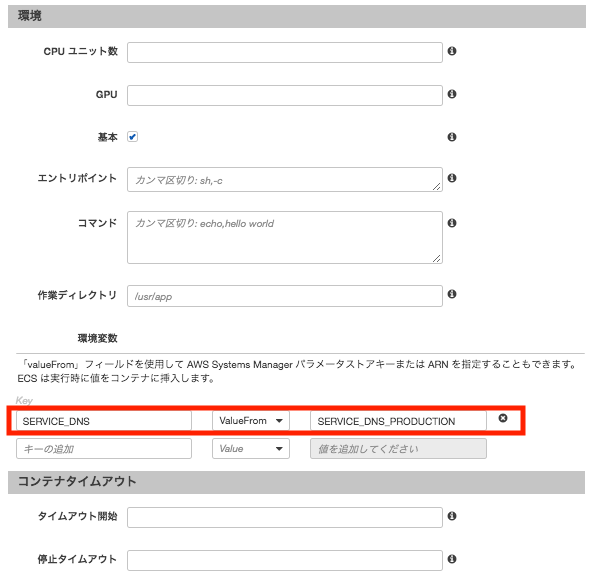 環境
CPU ユニット数
GPU
基本
エントリポイント カンマ区切り: sh,-c
コマンド カンマ区切り: echo,hello world
作業ディレクトリ /usr/app
環境変数
「valueFrom」フィールドを使用して AWS Systems Manager パラメータストアキーまたは ARN を指定することもできます。
ECS は実行時に値をコンテナに挿入します。
Key
SERVICE_DNS ValueFrom SERVICE_DNS_PRODUCTION
キーの追加 Value 値を追加してください
コンテナタイムアウト
タイムアウト開始
停止タイムアウト